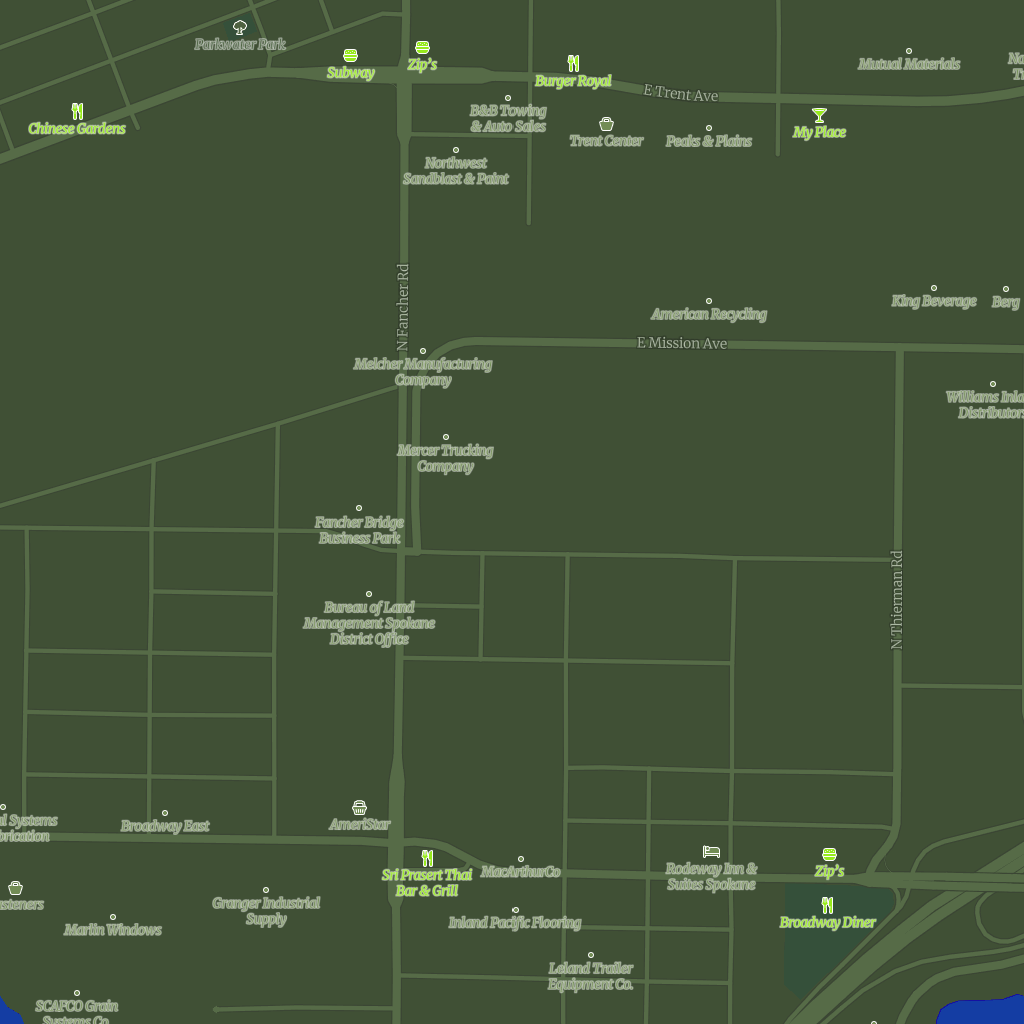 Parkwater Park
Subway
Zip's
Burger Royal
Mutual Materials
Chinese Gardens
E Trent Ave
B&B Towing
& Auto Sales
Trent Center
Peaks & Plains
My Place
Northwest
Sandblast & Paint
N Fancher Rd
American Recycling
King Beverage
Berg
E Mission Ave
Melcher Manufacturing
Company
Williams Inla
Distributors
Mercer Trucking
Company
Fancher Bridge
Business Park
N Thierman Rd
Bureau of Land
Management Spokane
District Office
al Systems
brication
Broadway East
AmeriStar
Sri Prasert Thai
Bar & Grill
MacArthurCo
Rodeway Inn &
Suites Spokane
Zip's
asteners
Granger Industrial
Supply
Marlin Windows
Inland Pacific Flooring
Broadway Diner
Leland Trailer
Equipment Co.
SCAFCO Grain
Systems Co.